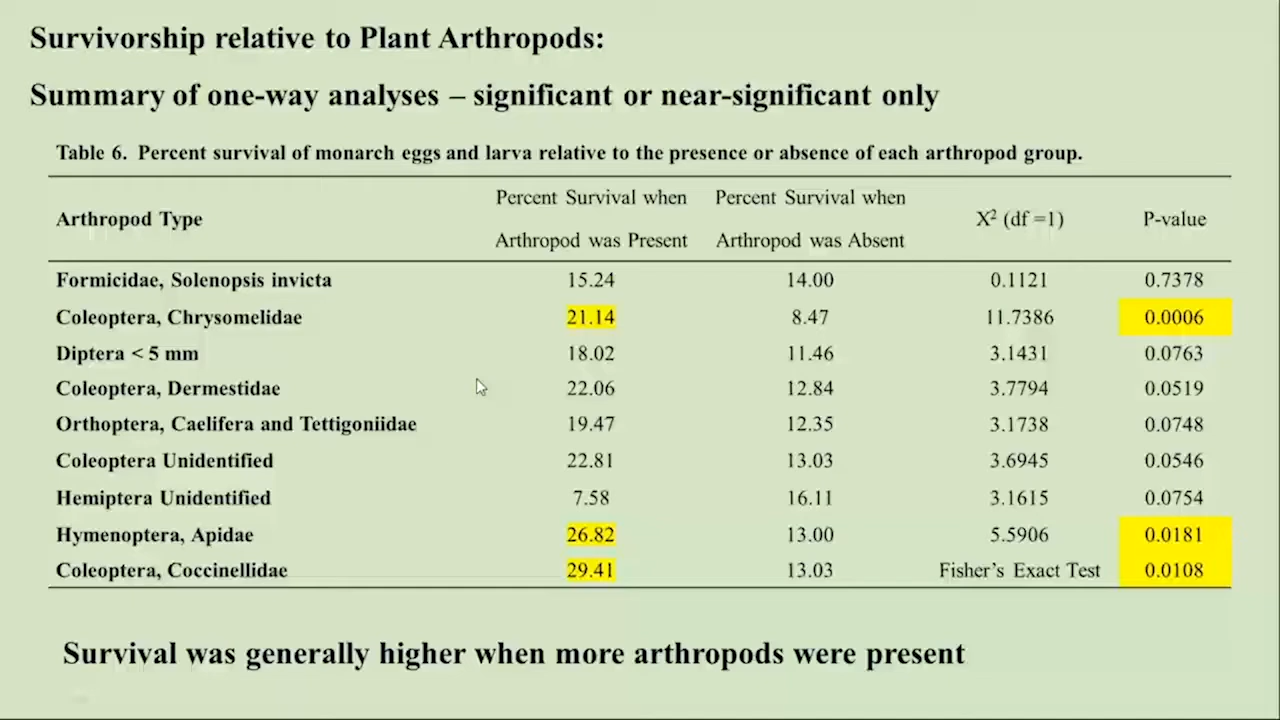 Survivorship relative to Plant Arthropods:
Summary of one-way analyses – significant or near-significant only
Table 6. Percent survival of monarch eggs and larva relative to the presence or absence of each arthropod group.
Arthropod Type Percent Survival when Arthropod was Present Percent Survival when Arthropod was Absent X² (df =1) P-value
Formicidae, Solenopsis invicta 15.24 14.00 0.1121 0.7378
Coleoptera, Chrysomelidae 21.14 8.47 11.7386 0.0006
Diptera < 5 mm 18.02 11.46 3.1431 0.0763
Coleoptera, Dermestidae 22.06 12.84 3.7794 0.0519
Orthoptera, Caelifera and Tettigoniidae 19.47 12.35 3.1738 0.0748
Coleoptera Unidentified 22.81 13.03 3.6945 0.0546
Hemiptera Unidentified 7.58 16.11 3.1615 0.0754
Hymenoptera, Apidae 26.82 13.00 5.5906 0.0181
Coleoptera, Coccinellidae 29.41 13.03 Fisher’s Exact Test 0.0108
Survival was generally higher when more arthropods were present